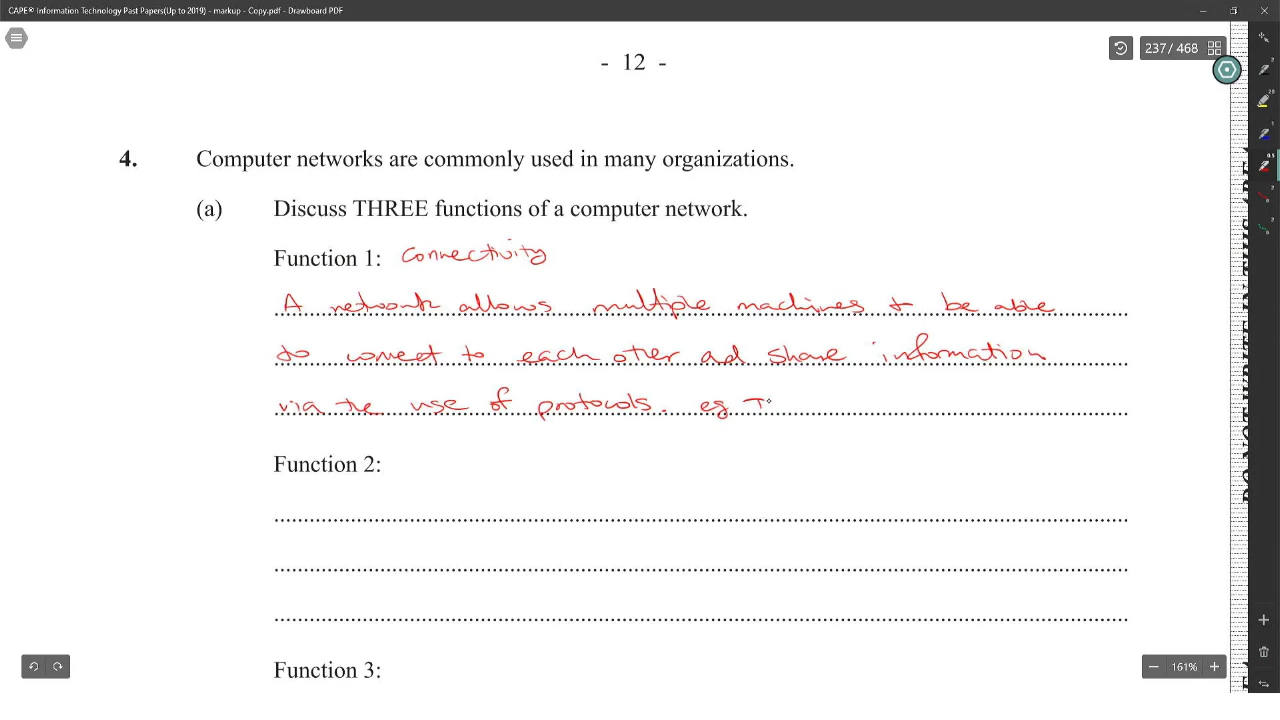 CAPE® Information Technology Past Papers(Up to 2019) - markup - Copy.pdf - Drawboard PDF
237 / 468
- 12 -
4. Computer networks are commonly used in many organizations.
(a) Discuss THREE functions of a computer network.
Function 1: Connectivity
A network allows multiple machines to be able
to connect to each other and share information
via the use of protocols. eg T
Function 2:
Function 3:
161%